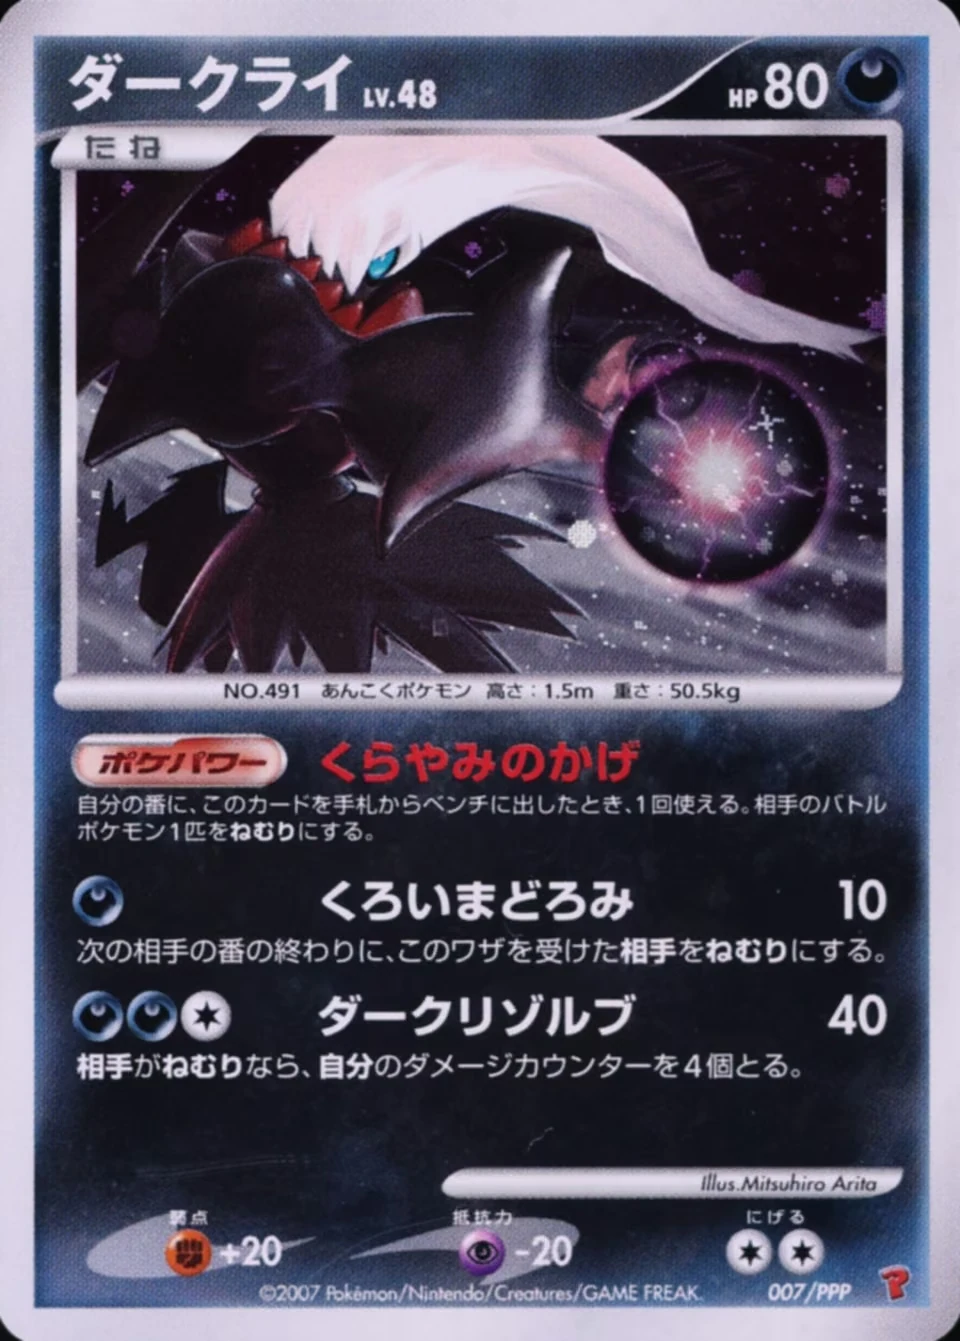 ダークライ LV.48 HP 80
たね
NO.491 あんこくポケモン 高さ：1.5m 重さ：50.5kg
ポケパワー くらやみのかげ
自分の番に、このカードを手札からベンチに出したとき、1回使える。相手のバトル
ポケモン1匹をねむりにする。
くろいまどろみ 10
次の相手の番の終わりに、このワザを受けた相手をねむりにする。
ダークリゾルブ 40
相手がねむりなら、自分のダメージカウンターを4個とる。
Illus.Mitsuhiro Arita
弱点 抵抗力 にげる
+20 -20
©2007 Pokémon/Nintendo/Creatures/GAME FREAK. 007/PPP P